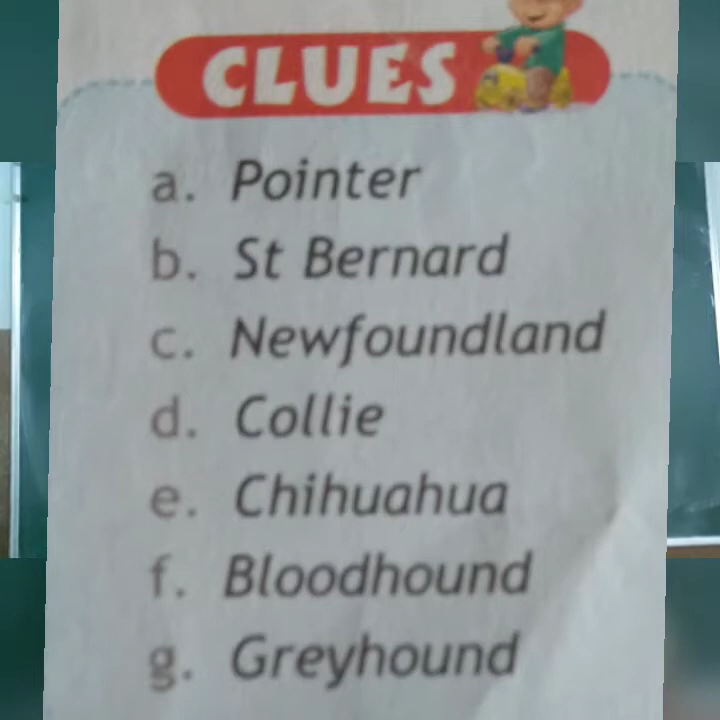 CLUES
a. Pointer
b. St Bernard
c. Newfoundland
d. Collie
e. Chihuahua
f. Bloodhound
g. Greyhound